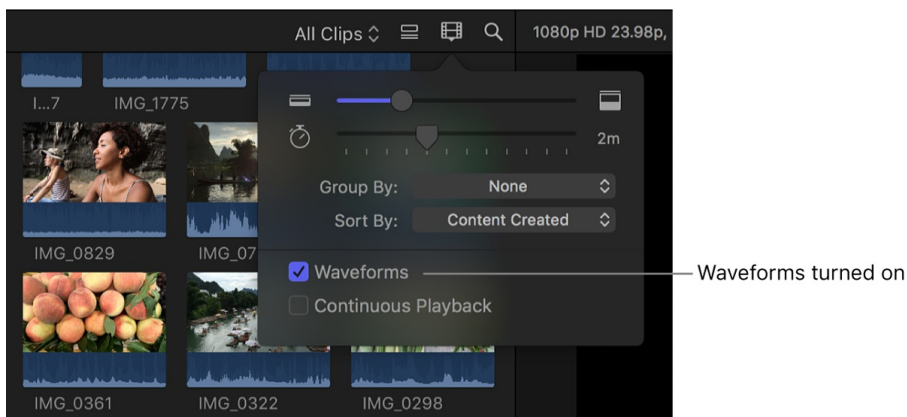 All Clips
1080p HD 23.98p,
I...7
IMG_1775
2m
Group By: None
Sort By: Content Created
IMG_0829
IMG_07
Waveforms
Waveforms turned on
Continuous Playback
IMG_0361
IMG_0322
IMG_0298